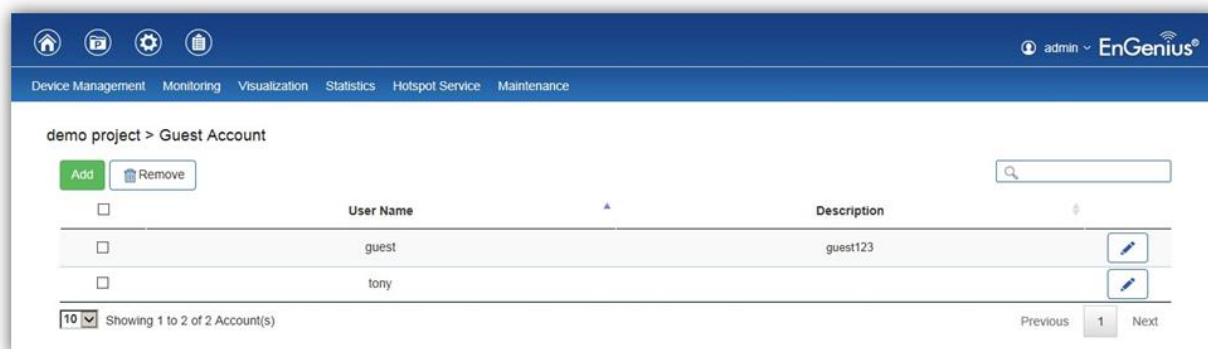 admin EnGenius®
Device Management Monitoring Visualization Statistics Hotspot Service Maintenance
demo project > Guest Account
Add Remove
User Name Description
guest guest123
tony
10 Showing 1 to 2 of 2 Account(s) Previous 1 Next